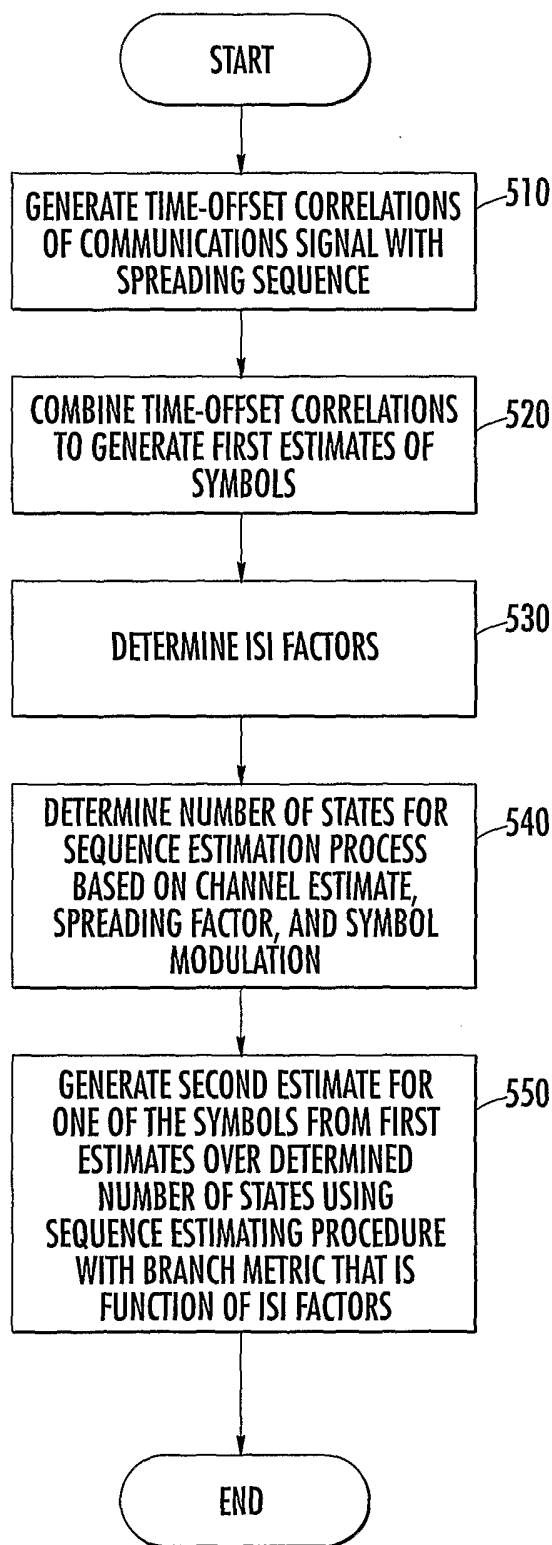 START
GENERATE TIME-OFFSET CORRELATIONS
OF COMMUNICATIONS SIGNAL WITH
SPREADING SEQUENCE
510
COMBINE TIME-OFFSET CORRELATIONS
TO GENERATE FIRST ESTIMATES OF
SYMBOLS
520
DETERMINE ISI FACTORS
530
DETERMINE NUMBER OF STATES FOR
SEQUENCE ESTIMATION PROCESS
BASED ON CHANNEL ESTIMATE,
SPREADING FACTOR, AND SYMBOL
MODULATION
540
GENERATE SECOND ESTIMATE FOR
ONE OF THE SYMBOLS FROM FIRST
ESTIMATES OVER DETERMINED
NUMBER OF STATES USING
SEQUENCE ESTIMATING PROCEDURE
WITH BRANCH METRIC THAT IS
FUNCTION OF ISI FACTORS
550
END